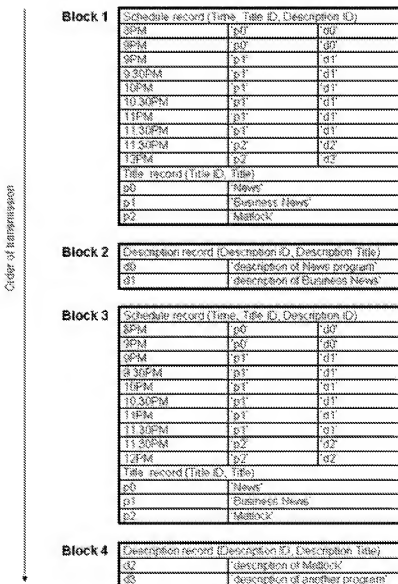 Order of transmission
Block 1
Schedule record (Time, Title ID, Description ID)
8PM 'p0' 'd0'
9PM 'p0' 'd0'
9PM 'p1' 'd1'
9.30PM 'p1' 'd1'
10PM 'p1' 'd1'
10.30PM 'p1' 'd1'
11PM 'p1' 'd1'
11.30PM 'p1' 'd1'
11.30PM 'p2' 'd2'
12PM 'p2' 'd2'
Title record (Title ID, Title)
p0 'News'
p1 'Business News'
p2 'Matlock'
Block 2
Description record (Description ID, Description Title)
d0 'description of News program'
d1 'description of Business News'
Block 3
Schedule record (Time, Title ID, Description ID)
8PM 'p0' 'd0'
9PM 'p0' 'd0'
9PM 'p1' 'd1'
9.30PM 'p1' 'd1'
10PM 'p1' 'd1'
10.30PM 'p1' 'd1'
11PM 'p1' 'd1'
11.30PM 'p1' 'd1'
11.30PM 'p2' 'd2'
12PM 'p2' 'd2'
Title record (Title ID, Title)
p0 'News'
p1 'Business News'
p2 'Matlock'
Block 4
Description record (Description ID, Description Title)
d2 'description of Matlock'
d3 'description of another program'